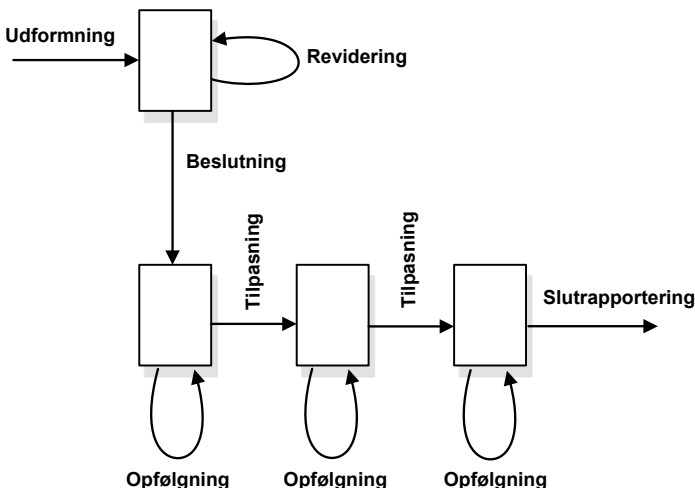 Udformning
Revidering
Beslutning
Tilpasning
Tilpasning
Slutrapportering
Opfølgning
Opfølgning
Opfølgning